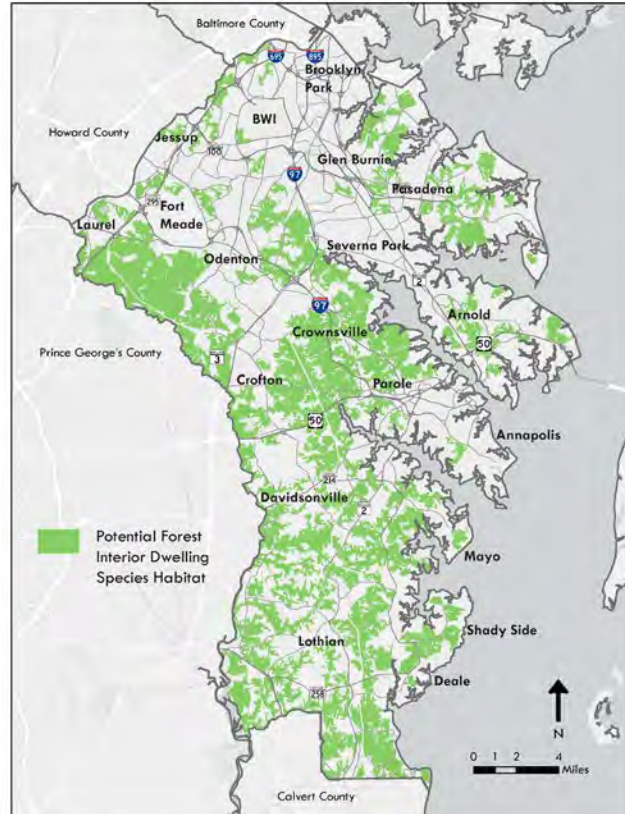 Baltimore County
695
895
Brooklyn
Park
Howard County
Jessup
BWI
100
Glen Burnie
97
Pasadena
295
Fort
Meade
Laurel
Severna Park
Odenton
2
97
Arnold
Crownsville
50
Prince George's County
3
Crofton
Parole
50
Annapolis
214
Davidsonville
2
Potential Forest
Interior Dwelling
Species Habitat
Mayo
Shady Side
Lothian
Deale
258
N
0 1 2 4
Miles
Calvert County